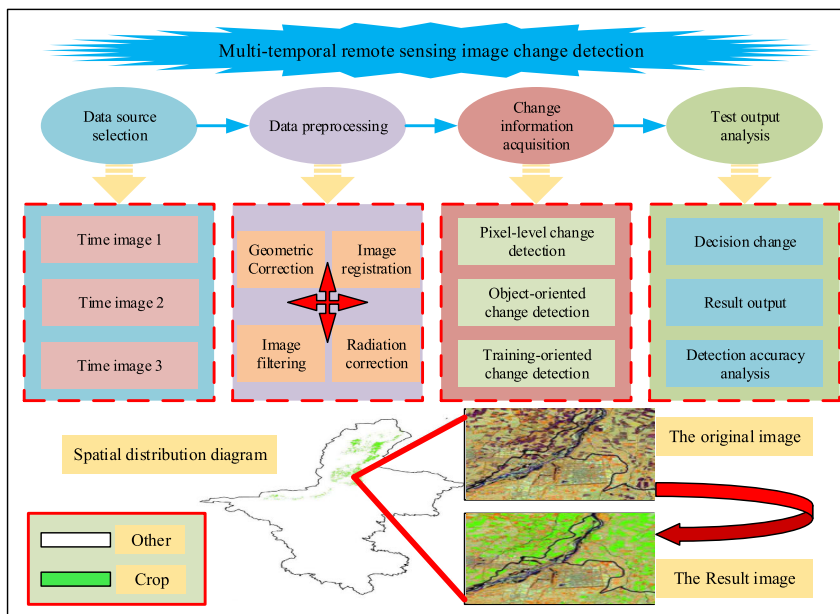 Multi-temporal remote sensing image change detection
Data source
selection
Data preprocessing
Change
information
acquisition
Test output
analysis
Time image 1
Time image 2
Time image 3
Geometric
Correction
Image
registration
Image
filtering
Radiation
correction
Pixel-level change
detection
Object-oriented
change detection
Training-oriented
change detection
Decision change
Result output
Detection accuracy
analysis
Spatial distribution diagram
The original image
Other
Crop
The Result image